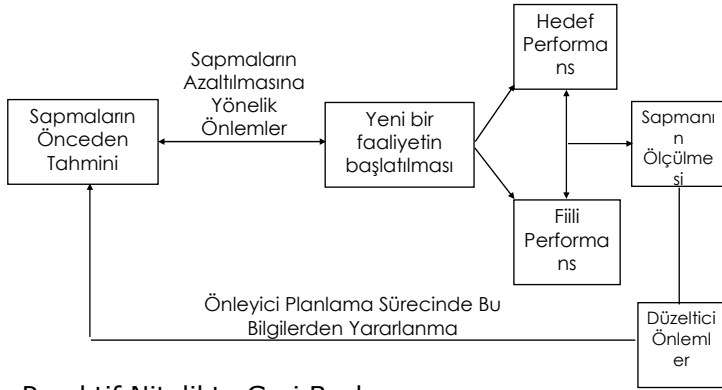 Hedef
Performa
ns
Sapmaların
Azaltılmasına
Yönelik
Önlemler
Sapmaların
Önceden
Tahmini
Yeni bir
faaliyetin
başlatılması
Sapmanı
n
Ölçülme
si
Fiili
Performa
ns
Önleyici Planlama Sürecinde Bu
Bilgilerden Yararlanma
Düzeltici
Önleml
er